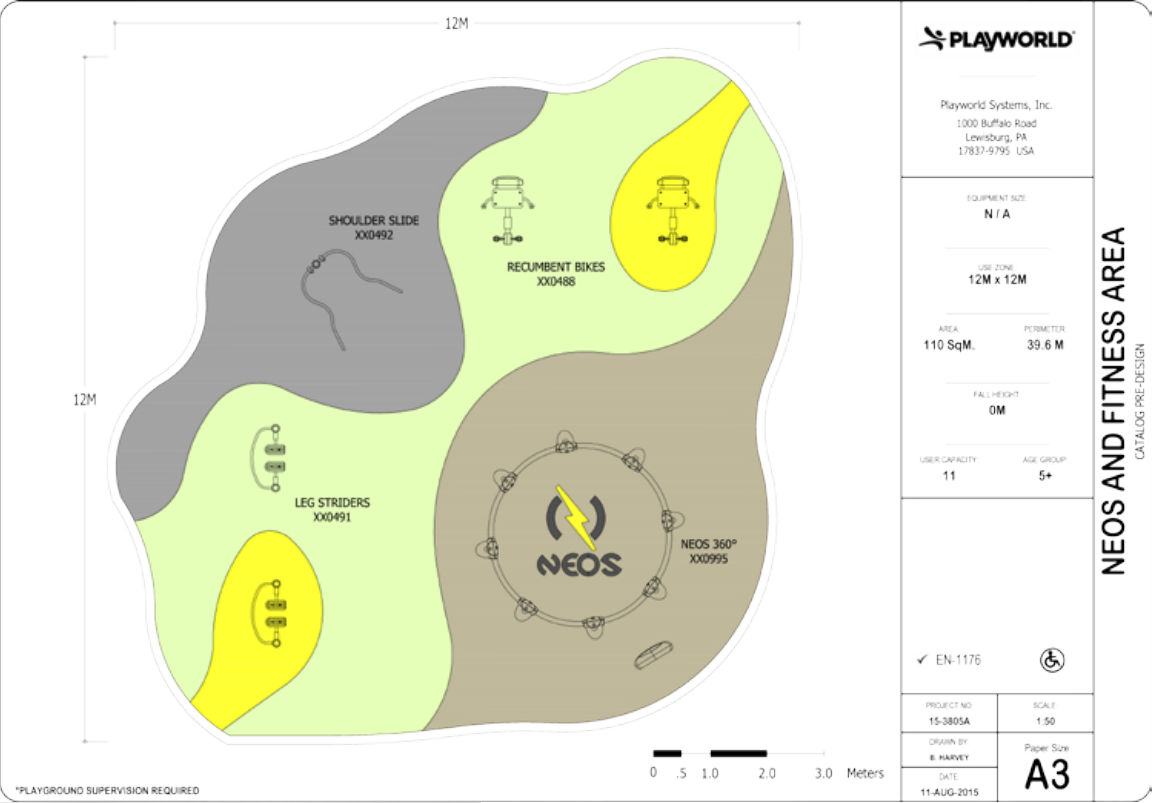 12M
12M
SHOULDER SLIDE
XX0492
RECUMBENT BIKES
XX0488
LEG STRIDERS
XX0491
NEOS
NEOS 360°
XX0995
0 .5 1.0 2.0 3.0 Meters
*PLAYGROUND SUPERVISION REQUIRED
PLAYWORLD
Playworld Systems, Inc.
1000 Buffalo Road
Lewisburg, PA
17837-9795 USA
EQUIPMENT SIZE
N / A
USE ZONE
12M x 12M
AREA:
110 SqM.
PERIMETER:
39.6 M
FALL HEIGHT
0M
USER CAPACITY:
11
AGE GROUP:
5+
✓ EN-1176
PROJECT NO:
15-3805A
SCALE:
1:50
DRAWN BY:
B. HARVEY
DATE:
11-AUG-2015
Paper Size
A3
NEOS AND FITNESS AREA
CATALOG PRE-DESIGN